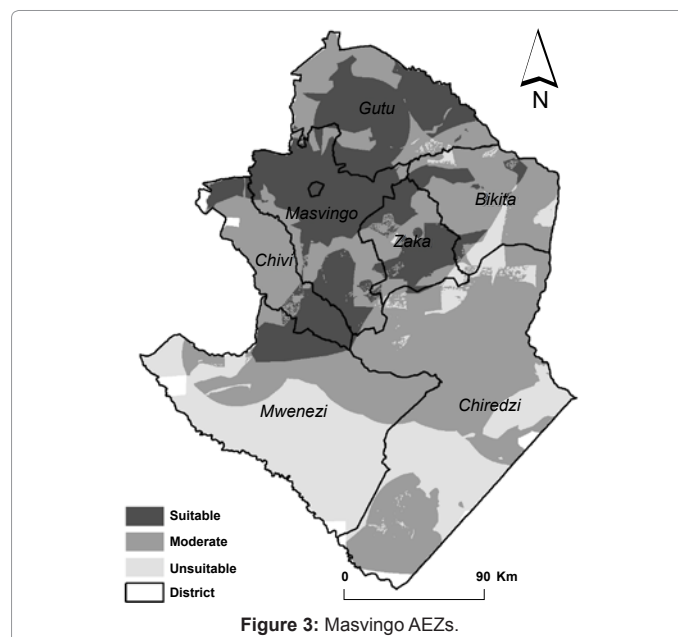 N
Gutu
Bikita
Masvingo
Zaka
Chivi
Mwenezi
Chiredzi
Suitable
Moderate
Unsuitable
District
0 90 Km
Figure 3: Masvingo AEZs.